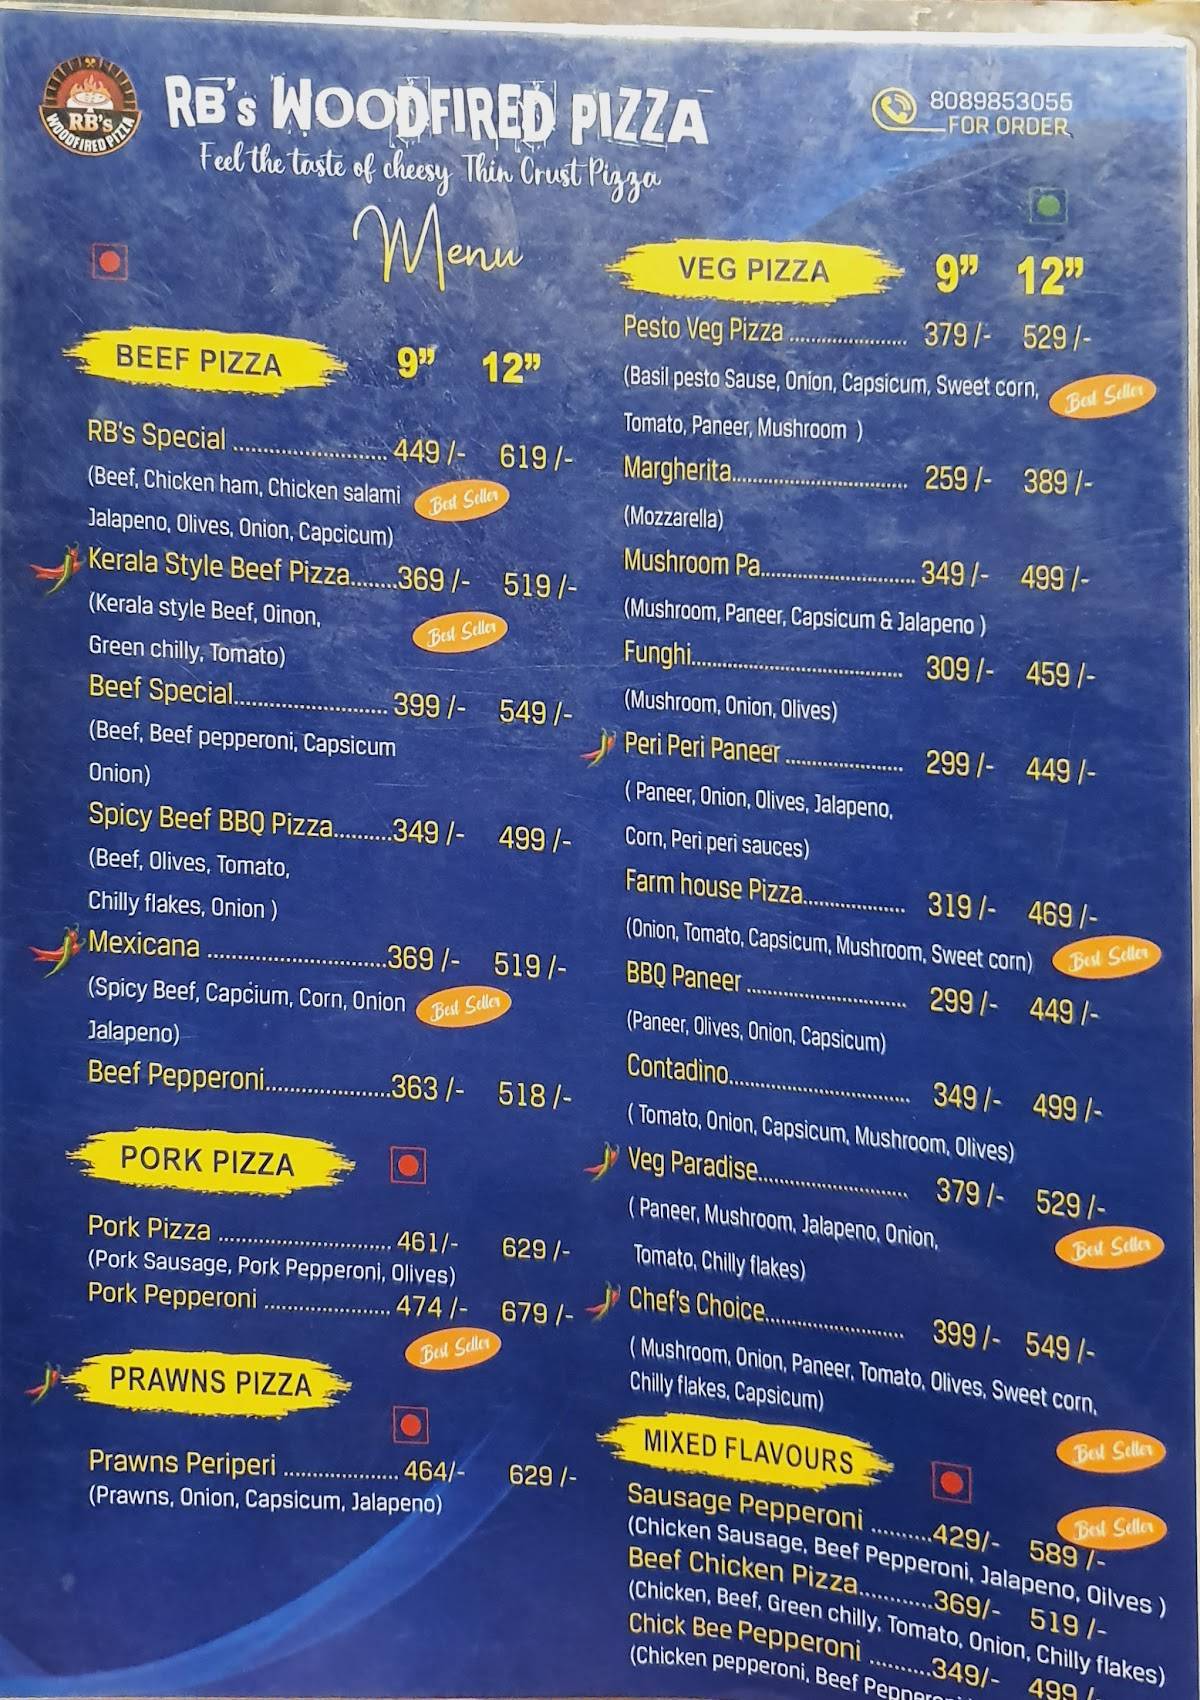 RB's
WOODFIRED PIZZA
RB's WOODFIRED PIZZA
Feel the taste of cheesy Thin Crust Pizza
8089853055
FOR ORDER
Menu
BEEF PIZZA 9” 12”
RB's Special ........................ 449 /- 619 /-
(Beef, Chicken ham, Chicken salami Best Seller
Jalapeno, Olives, Onion, Capcicum)
Kerala Style Beef Pizza.......369 /- 519 /-
(Kerala style Beef, Oinon,
Green chilly, Tomato) Best Seller
Beef Special........................ 399 /- 549 /-
(Beef, Beef pepperoni, Capsicum
Onion)
Spicy Beef BBQ Pizza.........349 /- 499 /-
(Beef, Olives, Tomato,
Chilly flakes, Onion )
Mexicana ............................369 /- 519 /-
(Spicy Beef, Capcium, Corn, Onion Best Seller
Jalapeno)
Beef Pepperoni....................363 /- 518 /-
PORK PIZZA
Pork Pizza ........................... 461/- 629 /-
(Pork Sausage, Pork Pepperoni, Olives)
Pork Pepperoni .................... 474 /- 679 /-
Best Seller
PRAWNS PIZZA
Prawns Periperi .................. 464/- 629 /-
(Prawns, Onion, Capsicum, Jalapeno)
VEG PIZZA 9” 12”
Pesto Veg Pizza ..................... 379 /- 529 /-
(Basil pesto Sause, Onion, Capsicum, Sweet corn, Best Seller
Tomato, Paneer, Mushroom )
Margherita................................ 259 /- 389 /-
(Mozzarella)
Mushroom Pa............................ 349 /- 499 /-
(Mushroom, Paneer, Capsicum & Jalapeno )
Funghi...................................... 309 /- 459 /-
(Mushroom, Onion, Olives)
Peri Peri Paneer ..................... 299 /- 449 /-
( Paneer, Onion, Olives, Jalapeno,
Corn, Peri peri sauces)
Farm house Pizza................... 319 /- 469 /-
(Onion, Tomato, Capsicum, Mushroom, Sweet corn) Best Seller
BBQ Paneer ............................ 299 /- 449 /-
(Paneer, Olives, Onion, Capsicum)
Contadino................................ 349 /- 499 /-
( Tomato, Onion, Capsicum, Mushroom, Olives)
Veg Paradise........................... 379 /- 529 /-
( Paneer, Mushroom, Jalapeno, Onion, Best Seller
Tomato, Chilly flakes)
Chef's Choice......................... 399 /- 549 /-
( Mushroom, Onion, Paneer, Tomato, Olives, Sweet corn,
Chilly flakes, Capsicum)
Best Seller
MIXED FLAVOURS
Best Seller
Sausage Pepperoni ..........429/- 589 /-
(Chicken Sausage, Beef Pepperoni, Jalapeno, Oilves )
Beef Chicken Pizza............369/- 519 /-
(Chicken, Beef, Green chilly, Tomato, Onion, Chilly flakes)
Chick Bee Pepperoni ..........349/- 499 /
(Chicken pepperoni, Beef